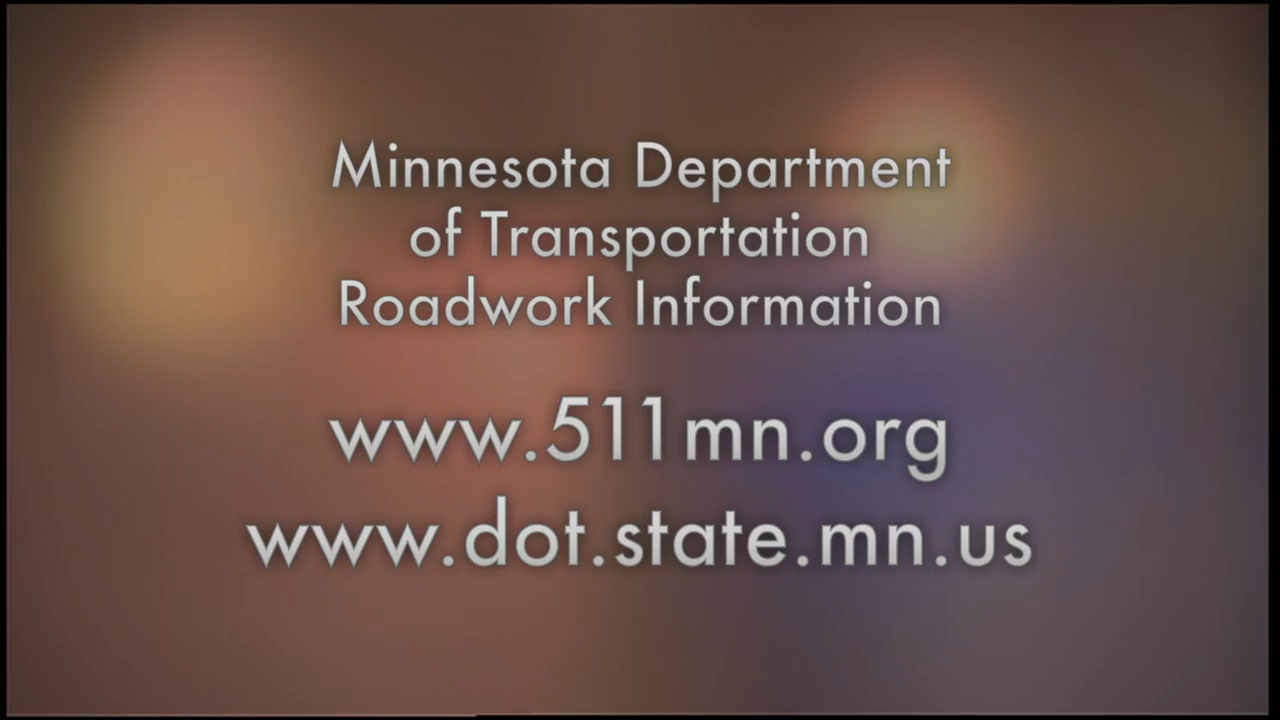 Minnesota Department
of Transportation
Roadwork Information
www.511mn.org
www.dot.state.mn.us